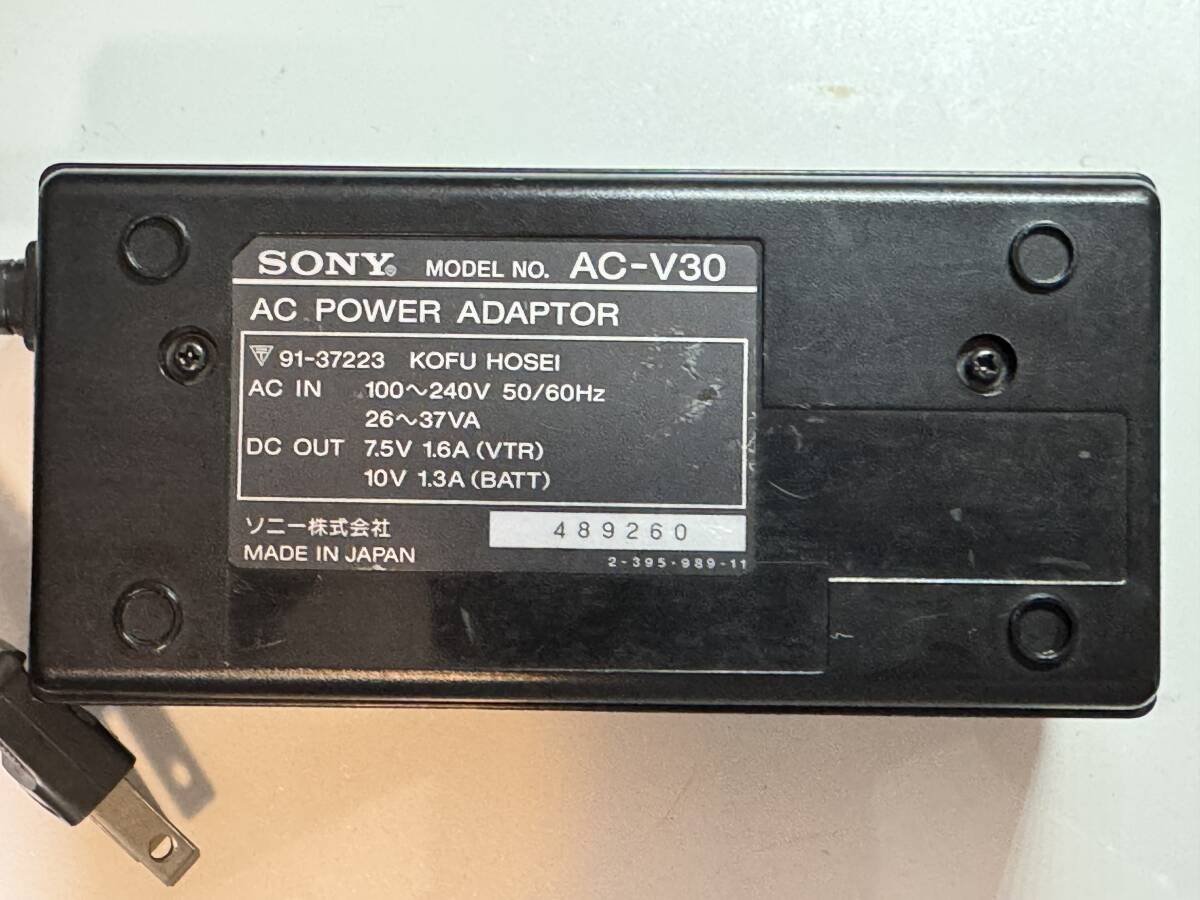 SONY® MODEL NO. AC-V30
AC POWER ADAPTOR
T 91-37223 KOFU HOSEI
AC IN 100~240V 50/60Hz
26~37VA
DC OUT 7.5V 1.6A (VTR)
10V 1.3A (BATT)
ソニー株式会社 489260
MADE IN JAPAN 2-395-989-11